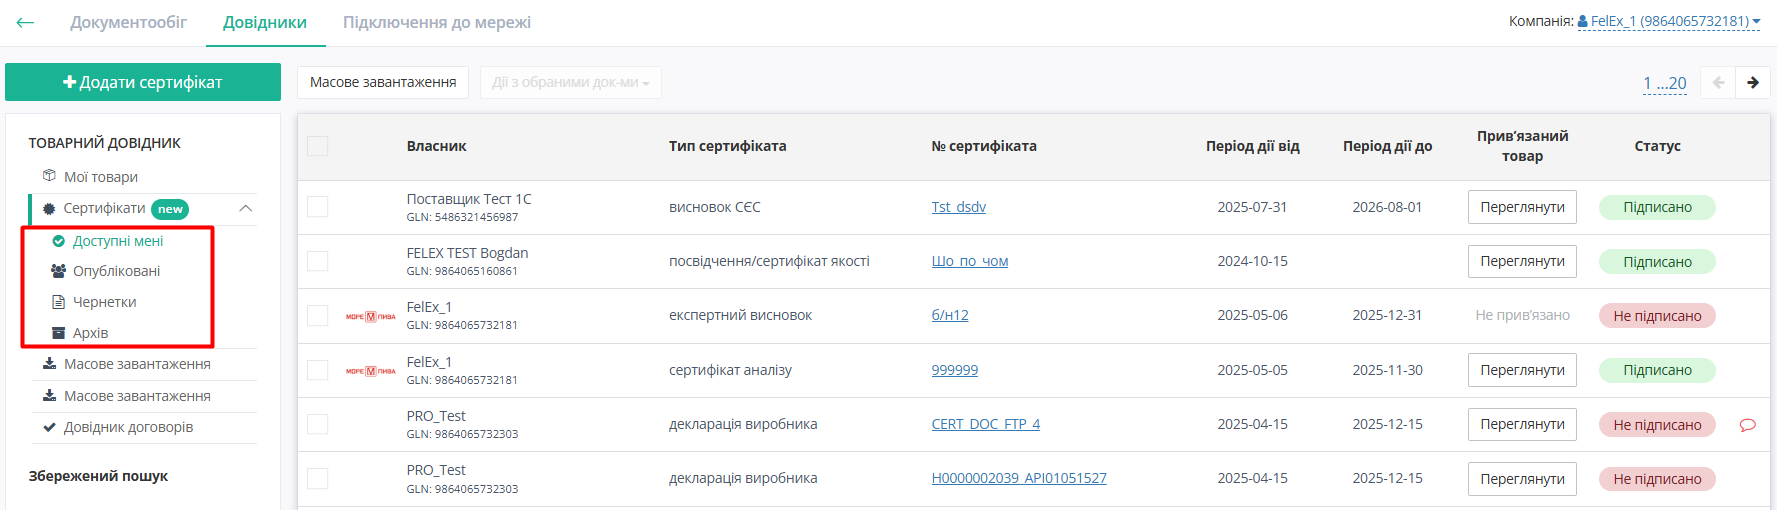 Документообіг Довідники Підключення до мережі Компанія: FelEx_1 (9864065732181)
Додати сертифікат
Масове завантаження Дії з обраними док-ми 1 ...20
ТОВАРНИЙ ДОВІДНИК
Мої товари
Сертифікати new
Доступні мені
Опубліковані
Чернетки
Архів
Масове завантаження
Масове завантаження
Довідник договорів
Збережений пошук
Власник Тип сертифіката № сертифіката Період дії від Період дії до Прив’язаний товар Статус
Поставщик Тест 1С
GLN: 5486321456987
висновок СЄС Tst_dsdv 2025-07-31 2026-08-01 Переглянути Підписано
FELEX TEST Bogdan
GLN: 9864065160861
посвідчення/сертифікат якості Шо_по_чом 2024-10-15 Переглянути Підписано
МОРЕ М ПИВА
FelEx_1
GLN: 9864065732181
експертний висновок б/н12 2025-05-06 2025-12-31 Не прив’язано Не підписано
МОРЕ М ПИВА
FelEx_1
GLN: 9864065732181
сертифікат аналізу 999999 2025-05-05 2025-11-30 Переглянути Підписано
PRO_Test
GLN: 9864065732303
декларація виробника CERT_DOC_FTP_4 2025-04-15 2025-12-15 Переглянути Не підписано
PRO_Test
GLN: 9864065732303
декларація виробника Н0000002039_API01051527 2025-04-15 2025-12-15 Переглянути Не підписано